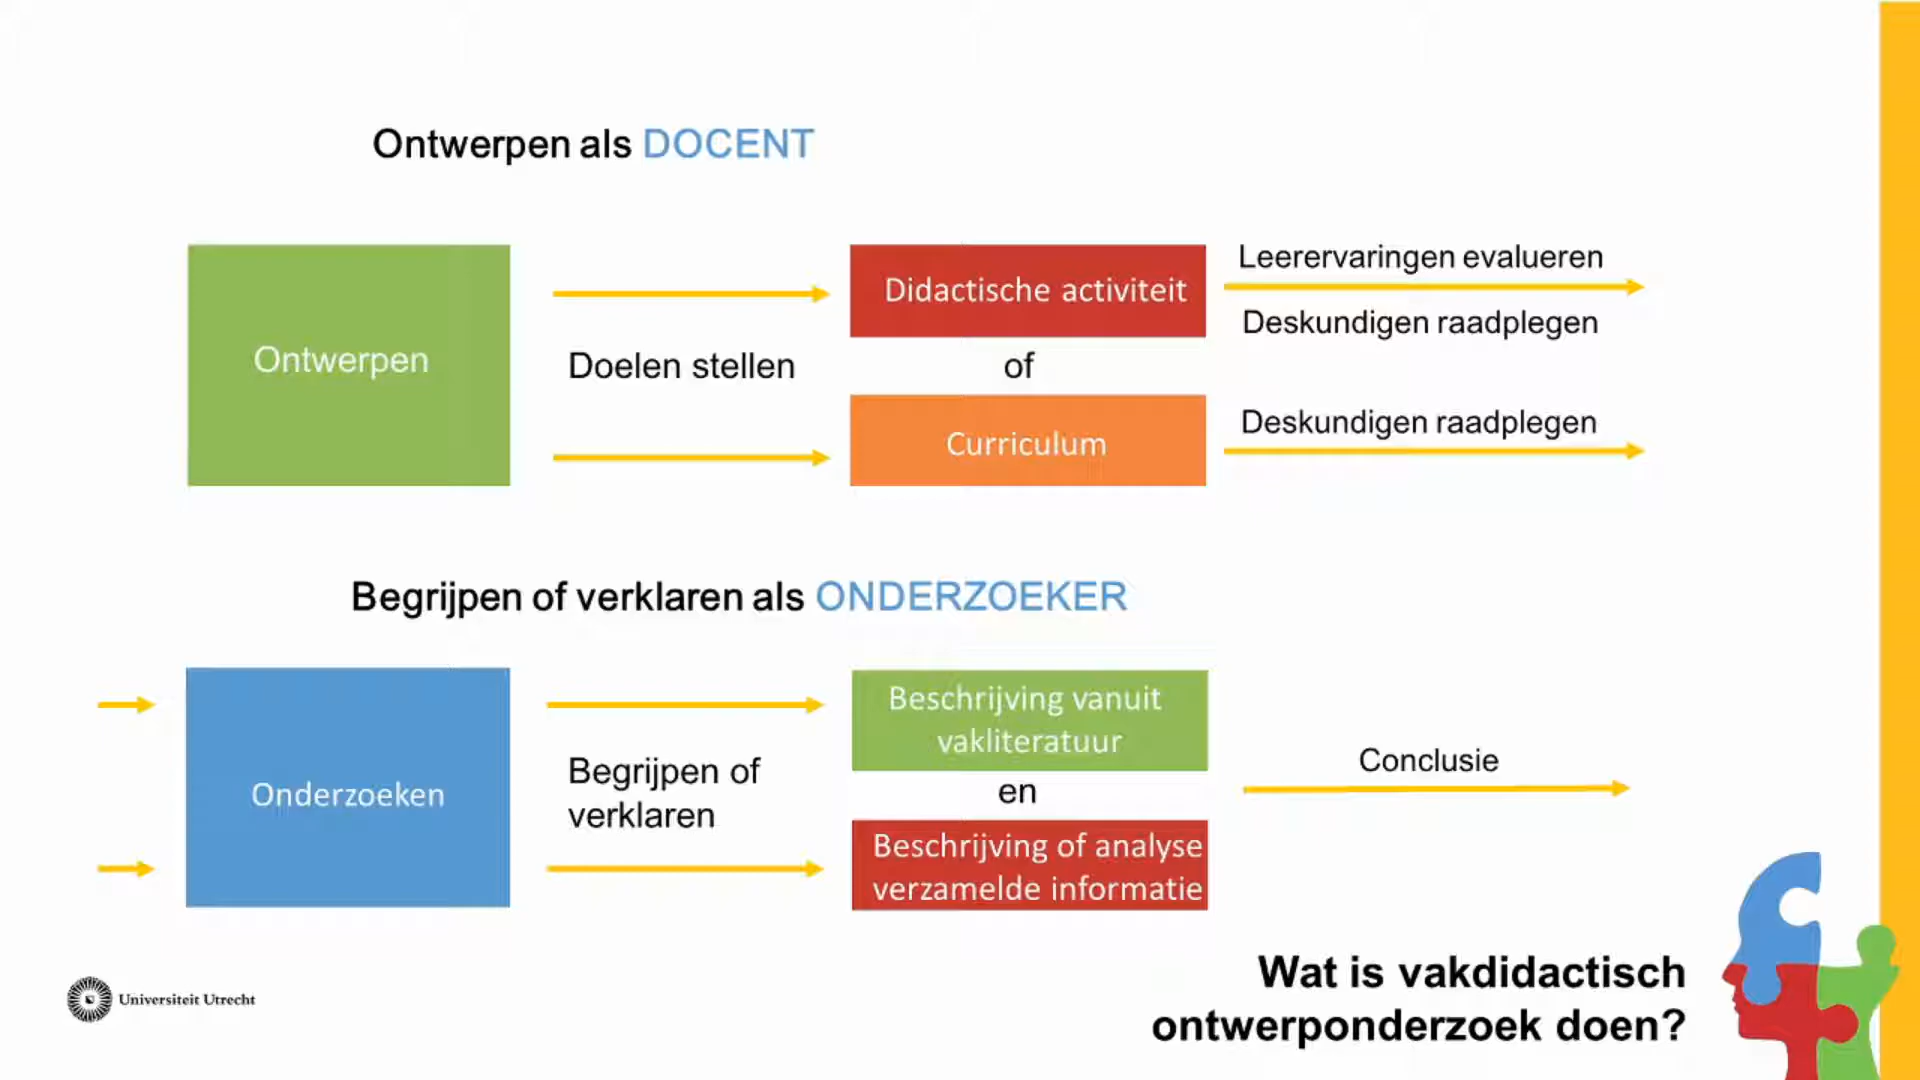 Ontwerpen als DOCENT
Ontwerpen
Doelen stellen
Didactische activiteit
of
Curriculum
Leerervaringen evalueren
Deskundigen raadplegen
Deskundigen raadplegen
Begrijpen of verklaren als ONDERZOEKER
Onderzoeken
Begrijpen of
verklaren
Beschrijving vanuit
vakliteratuur
en
Beschrijving of analyse
verzamelde informatie
Conclusie
Universiteit Utrecht
Wat is vakdidactisch
ontwerponderzoek doen?